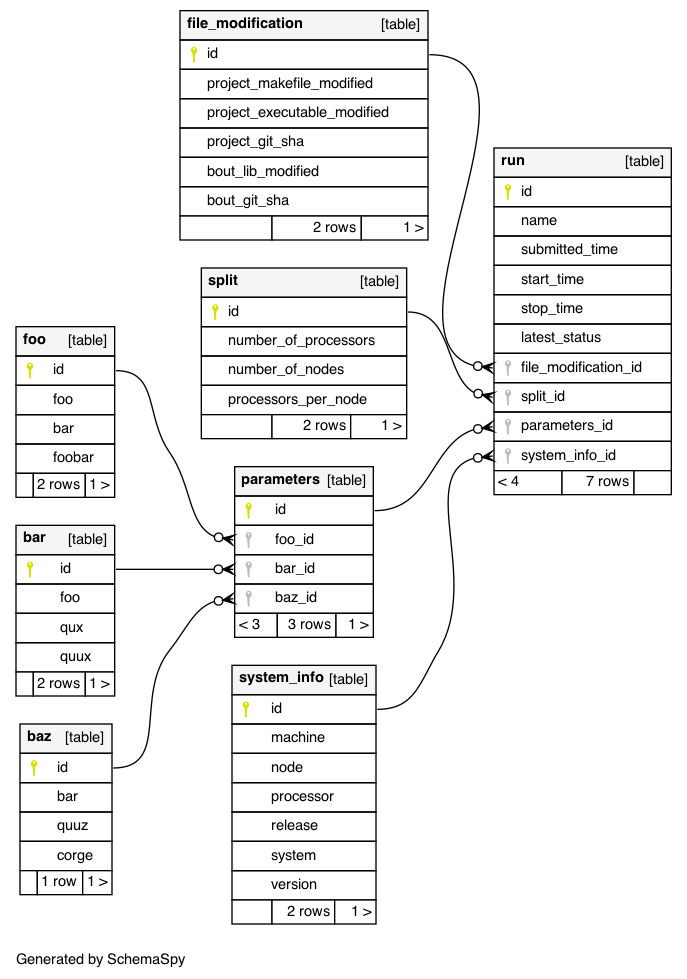 file_modification [table]
id
project_makefile_modified
project_executable_modified
project_git_sha
bout_lib_modified
bout_git_sha
2 rows 1 >
run [table]
id
name
submitted_time
start_time
stop_time
latest_status
file_modification_id
split_id
parameters_id
system_info_id
< 4 7 rows
split [table]
id
number_of_processors
number_of_nodes
processors_per_node
2 rows 1 >
foo [table]
id
foo
bar
foobar
2 rows 1 >
parameters [table]
id
foo_id
bar_id
baz_id
< 3 3 rows 1 >
bar [table]
id
foo
qux
quux
2 rows 1 >
system_info [table]
id
machine
node
processor
release
system
version
2 rows 1 >
baz [table]
id
bar
quuz
corge
1 row 1 >
Generated by SchemaSpy